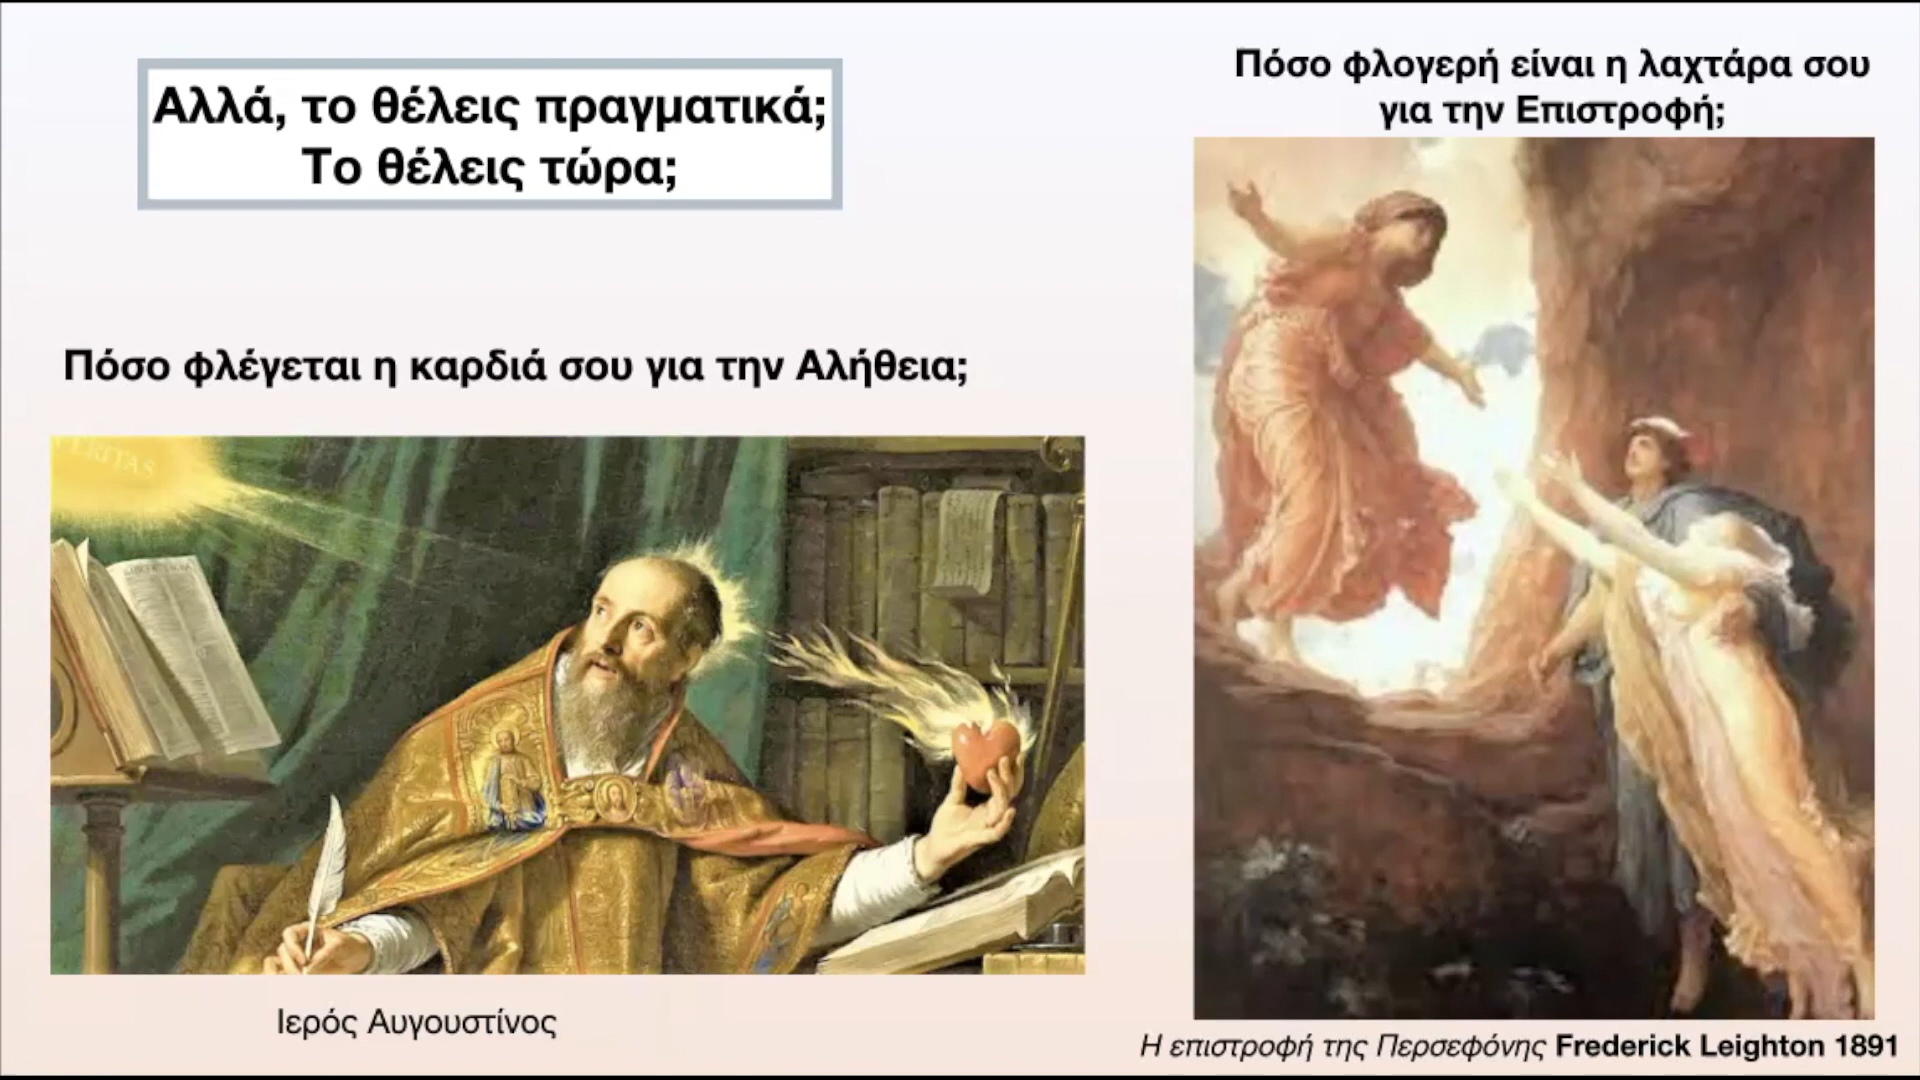 Αλλά, το θέλεις πραγματικά;
Το θέλεις τώρα;
Πόσο φλογερή είναι η λαχτάρα σου
για την Επιστροφή;
Πόσο φλέγεται η καρδιά σου για την Αλήθεια;
VERITAS
Ιερός Αυγουστίνος
Η επιστροφή της Περσεφόνης Frederick Leighton 1891